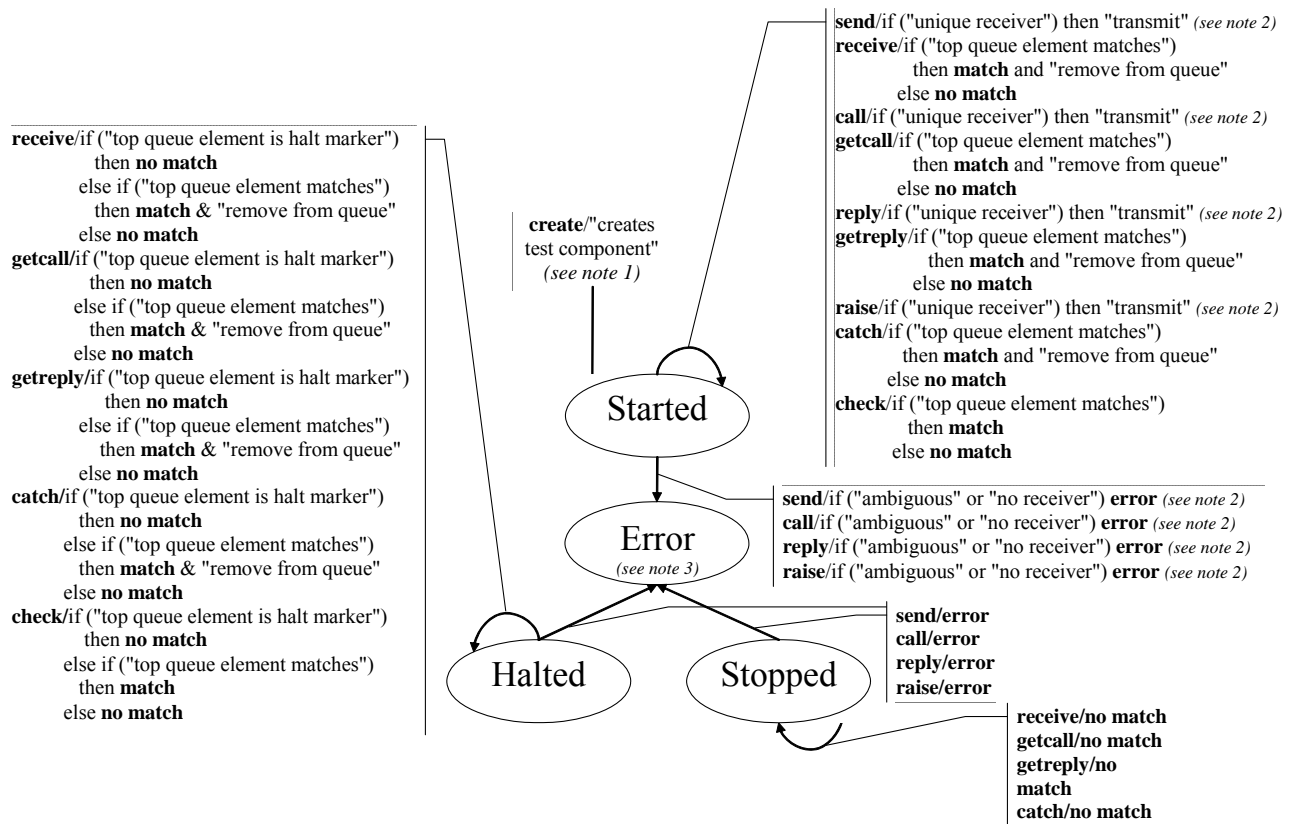 send/if ("unique receiver") then "transmit" (see note 2)
receive/if ("top queue element matches")
then match and "remove from queue"
else no match
call/if ("unique receiver") then "transmit" (see note 2)
getcall/if ("top queue element matches")
then match and "remove from queue"
else no match
reply/if ("unique receiver") then "transmit" (see note 2)
getreply/if ("top queue element matches")
then match and "remove from queue"
else no match
raise/if ("unique receiver") then "transmit" (see note 2)
catch/if ("top queue element matches")
then match and "remove from queue"
else no match
check/if ("top queue element matches")
then match
else no match
receive/if ("top queue element is halt marker")
then no match
else if ("top queue element matches")
then match & "remove from queue"
else no match
getcall/if ("top queue element is halt marker")
then no match
else if ("top queue element matches")
then match & "remove from queue"
else no match
getreply/if ("top queue element is halt marker")
then no match
else if ("top queue element matches")
then match & "remove from queue"
else no match
catch/if ("top queue element is halt marker")
then no match
else if ("top queue element matches")
then match & "remove from queue"
else no match
check/if ("top queue element is halt marker")
then no match
else if ("top queue element matches")
then match
else no match
create/"creates
test component"
(see note 1)
Started
send/if ("ambiguous" or "no receiver") error (see note 2)
call/if ("ambiguous" or "no receiver") error (see note 2)
reply/if ("ambiguous" or "no receiver") error (see note 2)
raise/if ("ambiguous" or "no receiver") error (see note 2)
Error
(see note 3)
send/error
call/error
reply/error
raise/error
Halted
Stopped
receive/no match
getcall/no match
getreply/no
match
catch/no match